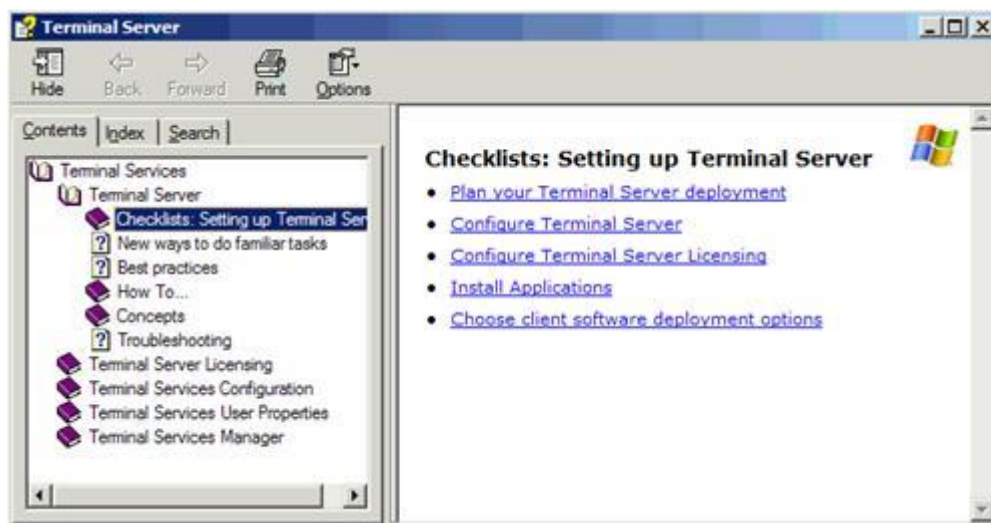 Terminal Server
Hide Back Forward Print Options
Contents Index Search
Terminal Services
Terminal Server
Checklists: Setting up Terminal Ser
New ways to do familiar tasks
Best practices
How To...
Concepts
Troubleshooting
Terminal Server Licensing
Terminal Services Configuration
Terminal Services User Properties
Terminal Services Manager
Checklists: Setting up Terminal Server
• Plan your Terminal Server deployment
• Configure Terminal Server
• Configure Terminal Server Licensing
• Install Applications
• Choose client software deployment options